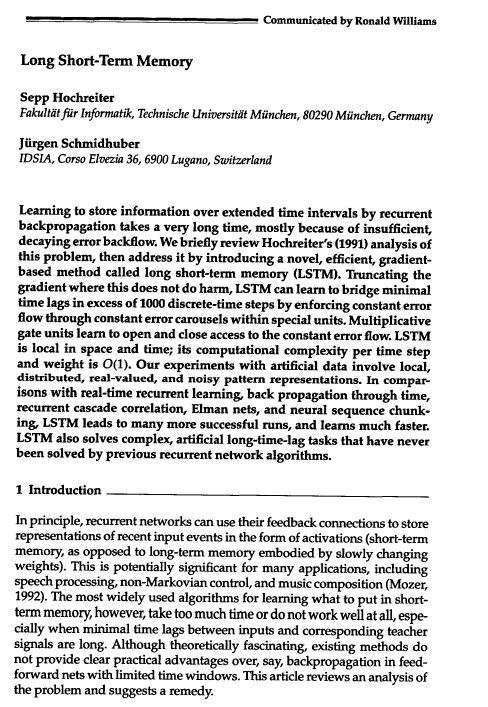 Communicated by Ronald Williams
Long Short-Term Memory
Sepp Hochreiter
Fakultät für Informatik, Technische Universität München, 80290 München, Germany
Jürgen Schmidhuber
IDSIA, Corso Elvezia 36, 6900 Lugano, Switzerland
Learning to store information over extended time intervals by recurrent
backpropagation takes a very long time, mostly because of insufficient,
decaying error backflow. We briefly review Hochreiter's (1991) analysis of
this problem, then address it by introducing a novel, efficient, gradient-
based method called long short-term memory (LSTM). Truncating the
gradient where this does not do harm, LSTM can learn to bridge minimal
time lags in excess of 1000 discrete-time steps by enforcing constant error
flow through constant error carousels within special units. Multiplicative
gate units learn to open and close access to the constant error flow. LSTM
is local in space and time; its computational complexity per time step
and weight is O(1). Our experiments with artificial data involve local,
distributed, real-valued, and noisy pattern representations. In compar-
isons with real-time recurrent learning, back propagation through time,
recurrent cascade correlation, Elman nets, and neural sequence chunk-
ing, LSTM leads to many more successful runs, and learns much faster.
LSTM also solves complex, artificial long-time-lag tasks that have never
been solved by previous recurrent network algorithms.
1 Introduction
In principle, recurrent networks can use their feedback connections to store
representations of recent input events in the form of activations (short-term
memory, as opposed to long-term memory embodied by slowly changing
weights). This is potentially significant for many applications, including
speech processing, non-Markovian control, and music composition (Mozer,
1992). The most widely used algorithms for learning what to put in short-
term memory, however, take too much time or do not work well at all, espe-
cially when minimal time lags between inputs and corresponding teacher
signals are long. Although theoretically fascinating, existing methods do
not provide clear practical advantages over, say, backpropagation in feed-
forward nets with limited time windows. This article reviews an analysis of
the problem and suggests a remedy.